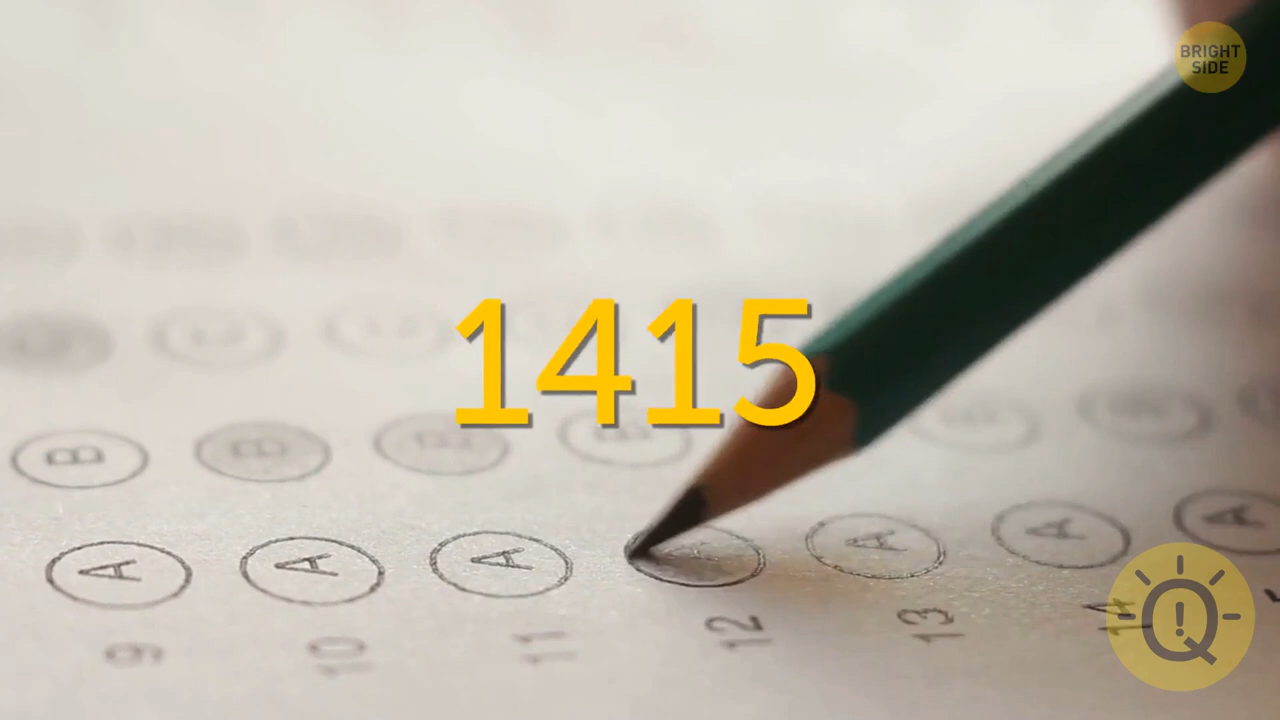 BRIGHT
SIDE
1415
B B B B
A A A A A A A
9 10 11 12 13 14
Q!